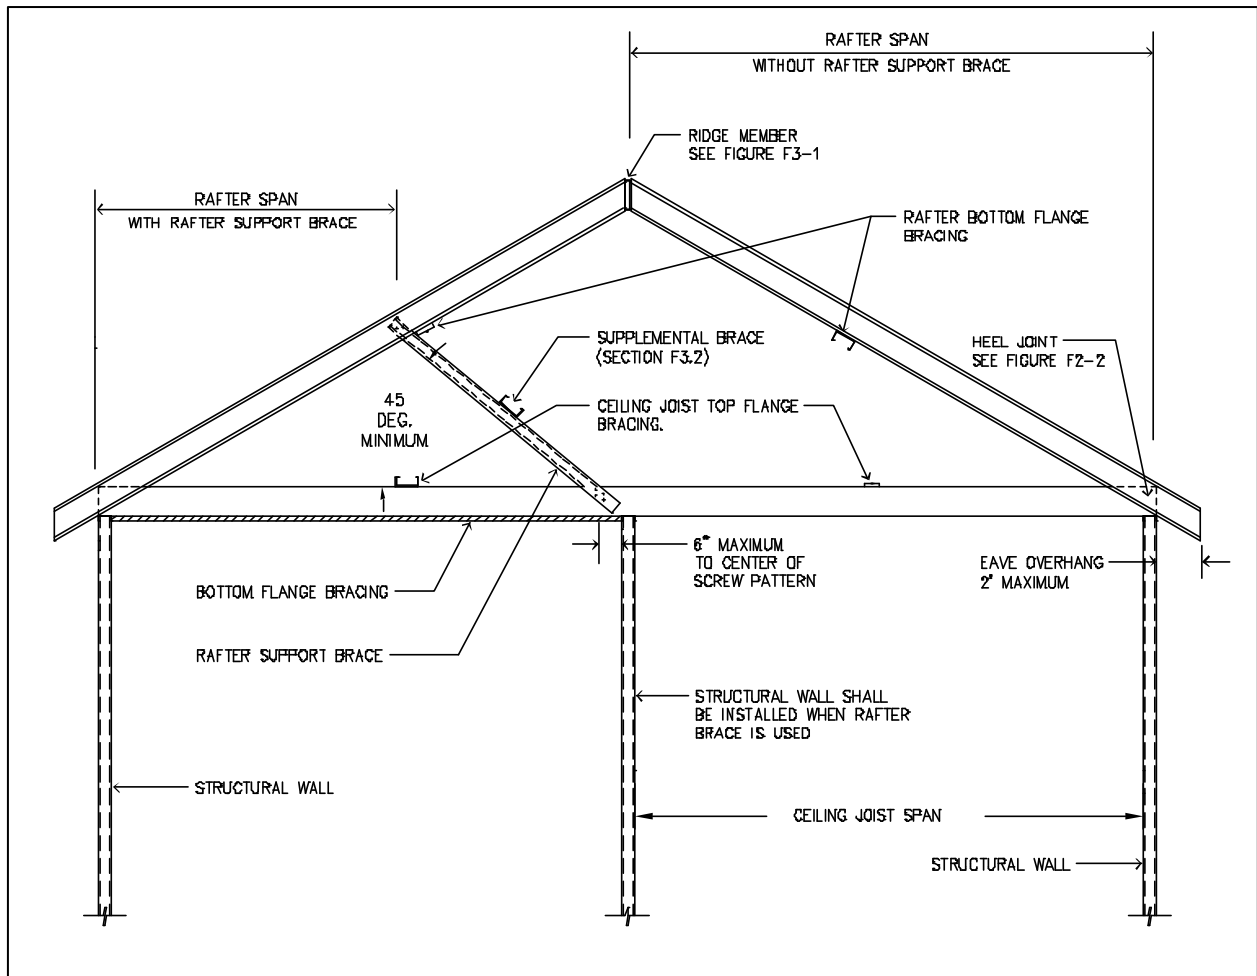 RAFTER SPAN
WITHOUT RAFTER SUPPORT BRACE
RIDGE MEMBER
SEE FIGURE F3-1
RAFTER SPAN
WITH RAFTER SUPPORT BRACE
RAFTER BOTTOM FLANGE
BRACING
SUPPLEMENTAL BRACE
(SECTION F3.2)
HEEL JOINT
SEE FIGURE F2-2
45
DEG.
MINIMUM
CEILING JOIST TOP FLANGE
BRACING.
6" MAXIMUM
TO CENTER OF
SCREW PATTERN
EAVE OVERHANG
2' MAXIMUM
BOTTOM FLANGE BRACING
RAFTER SUPPORT BRACE
STRUCTURAL WALL SHALL
BE INSTALLED WHEN RAFTER
BRACE IS USED
STRUCTURAL WALL
CEILING JOIST SPAN
STRUCTURAL WALL